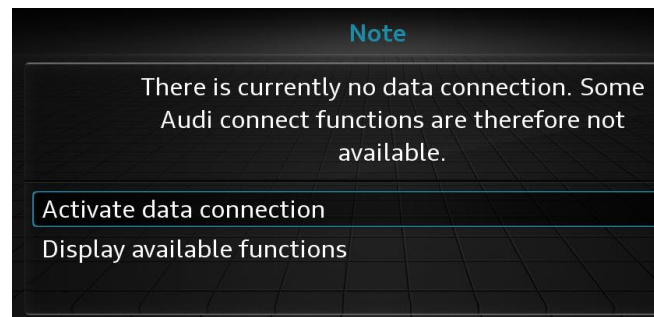 Note
There is currently no data connection. Some
Audi connect functions are therefore not
available.
Activate data connection
Display available functions